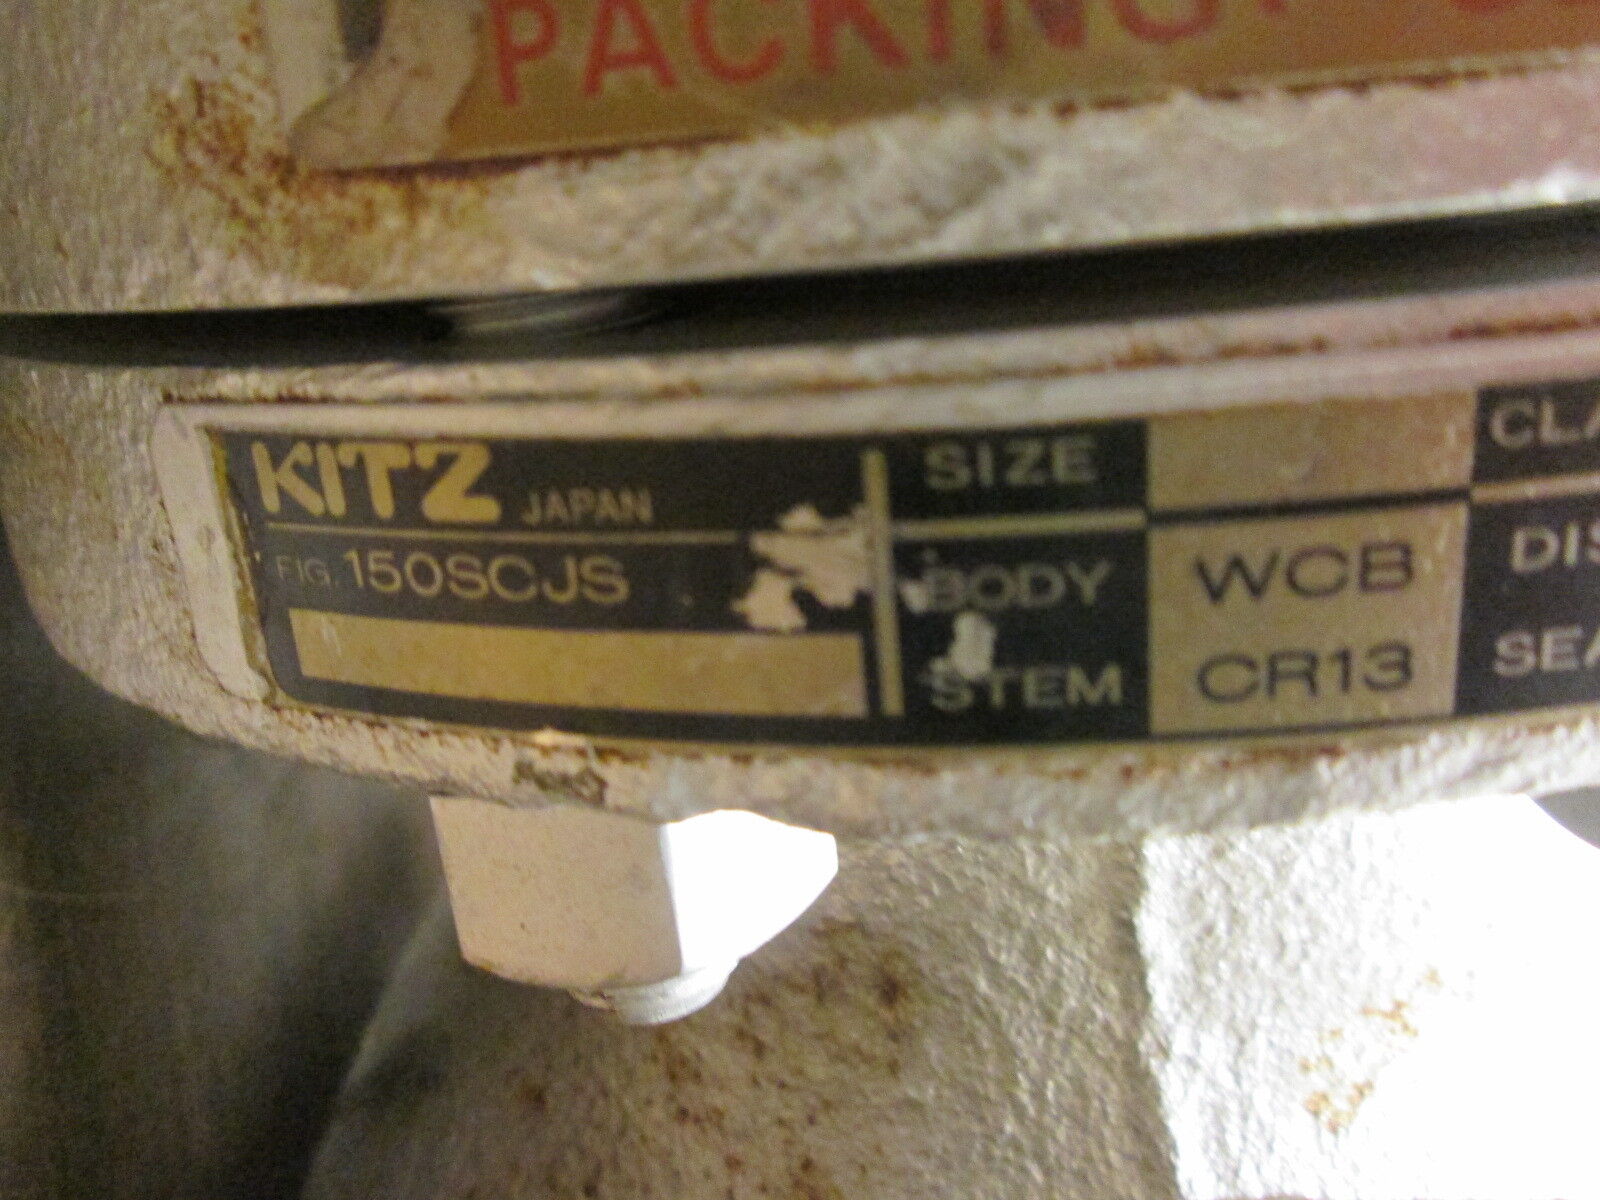 PACKING
KITZ JAPAN
FIG. 150SCJS
SIZE
BODY WCB
STEM CR13